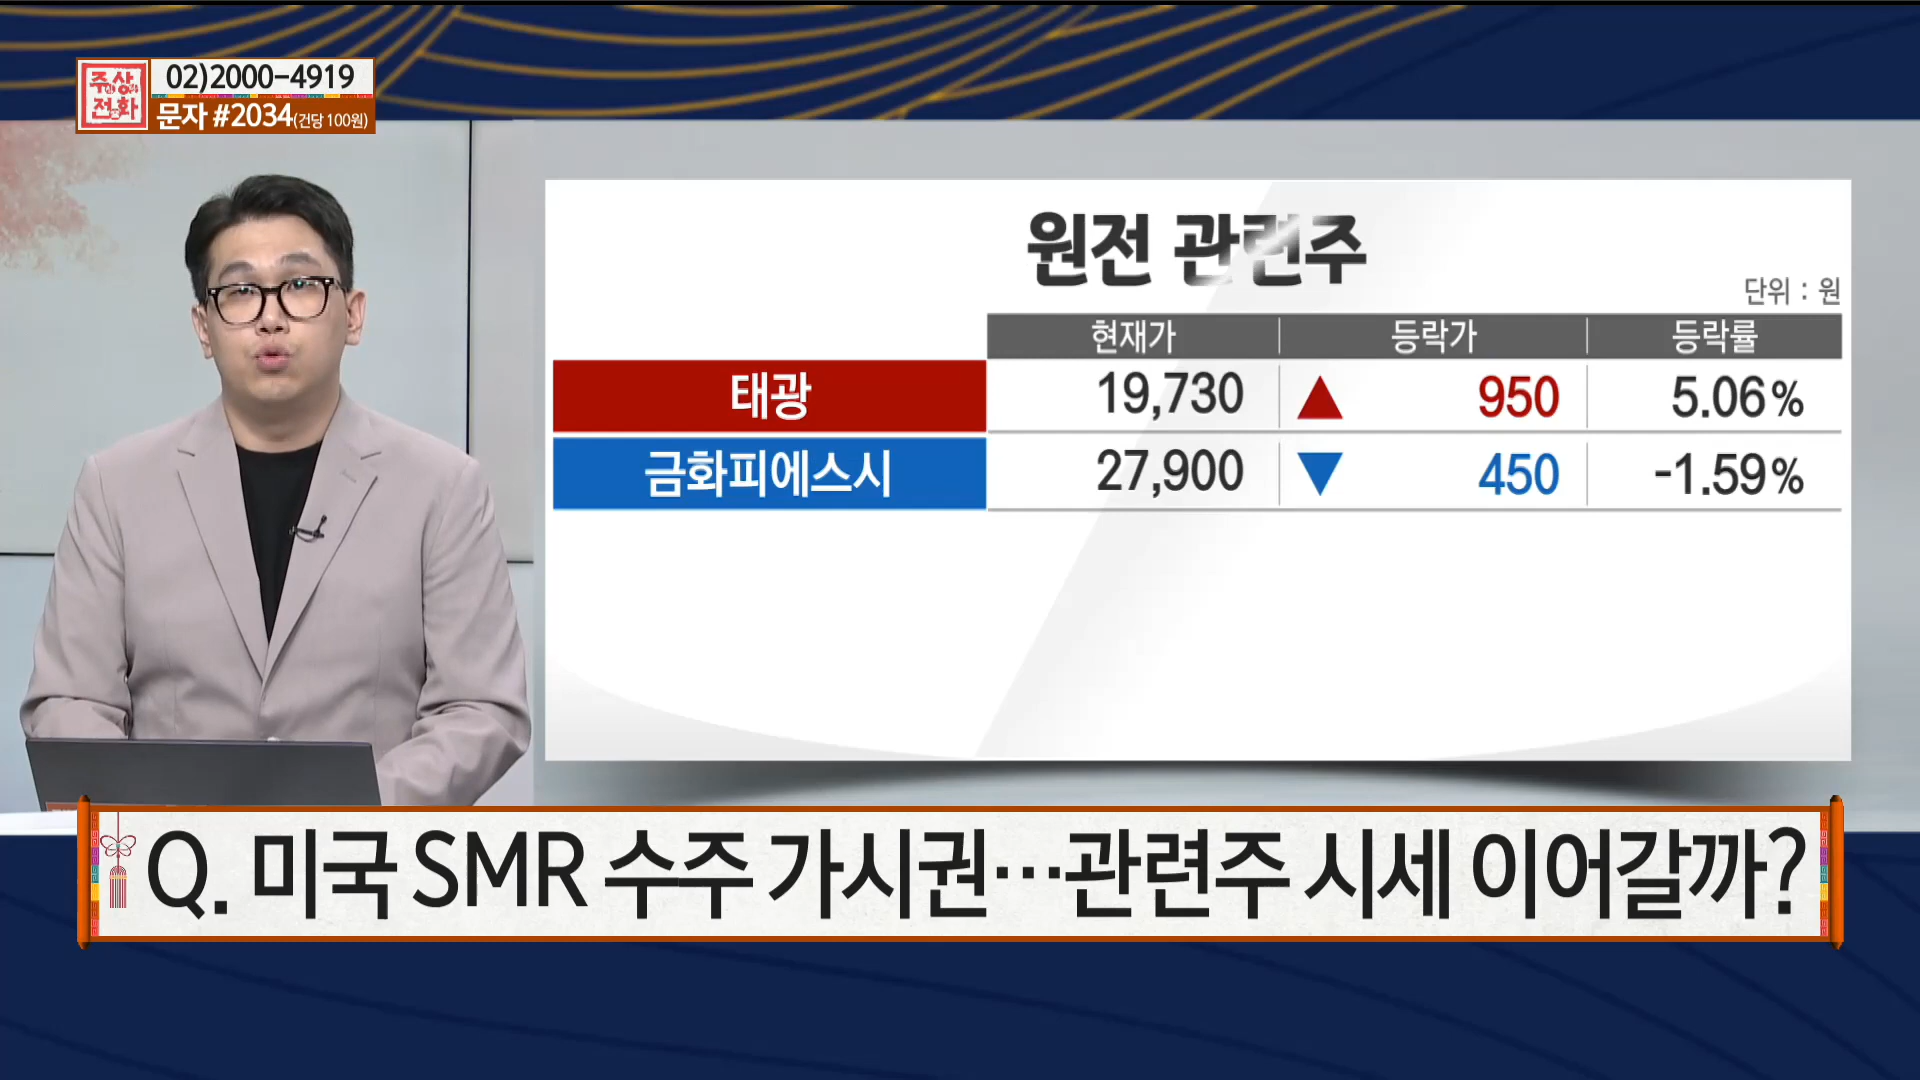 주상
전화
02)2000-4919
문자 #2034(건당 100원)
원전 관련주
단위 : 원
현재가 등락가 등락률
태광 19,730 ▲ 950 5.06%
금화피에스시 27,900 ▼ 450 -1.59%
Q. 미국 SMR 수주 가시권…관련주 시세 이어갈까?